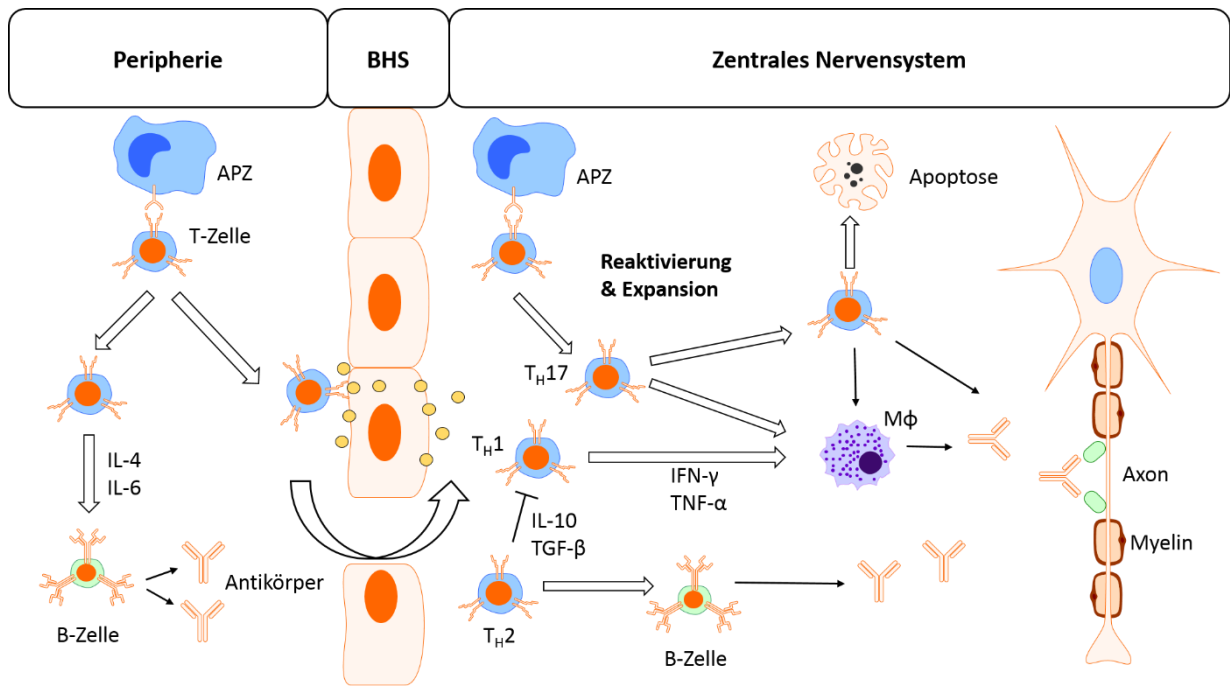 Peripherie
BHS
Zentrales Nervensystem
APZ
T-Zelle
IL-4
IL-6
B-Zelle
Antikörper
APZ
Reaktivierung
& Expansion
Apoptose
TH17
TH1
IFN-γ
TNF-α
Mϕ
IL-10
TGF-β
TH2
B-Zelle
Axon
Myelin